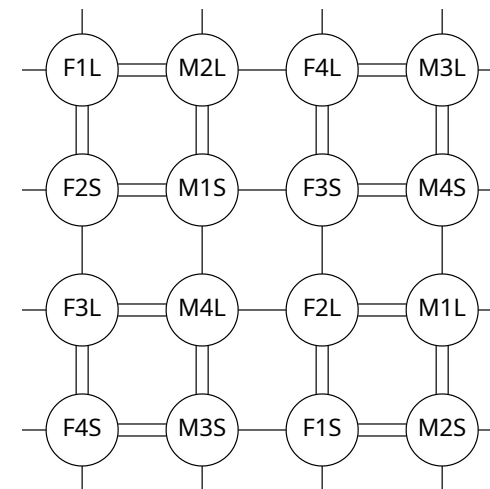 F1L M2L F4L M3L
F2S M1S F3S M4S
F3L M4L F2L M1L
F4S M3S F1S M2S